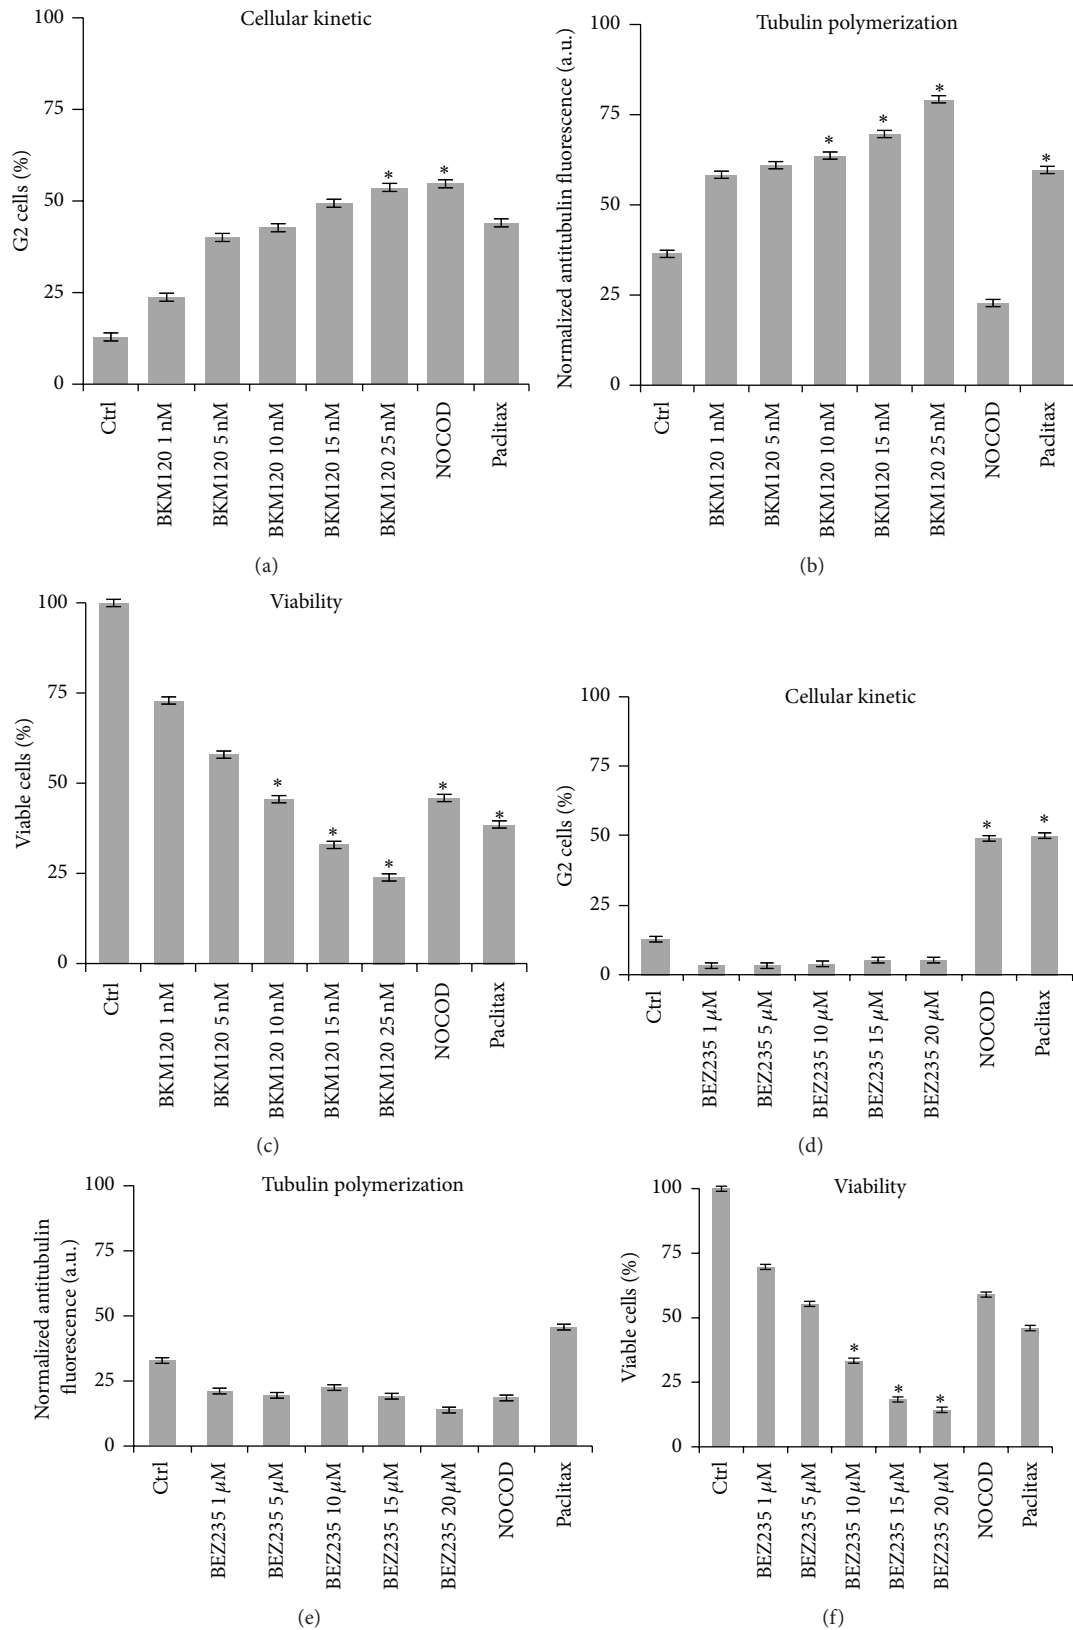 Cellular kinetic
G2 cells (%)
100
75
50
25
0
* *
Ctrl
BKM120 1 nM
BKM120 5 nM
BKM120 10 nM
BKM120 15 nM
BKM120 25 nM
NOCOD
Paclitax
(a)
Tubulin polymerization
Normalized antitubulin fluorescence (a.u.)
100
75
50
25
0
* * * *
Ctrl
BKM120 1 nM
BKM120 5 nM
BKM120 10 nM
BKM120 15 nM
BKM120 25 nM
NOCOD
Paclitax
(b)
Viability
Viable cells (%)
100
75
50
25
0
* * * * *
Ctrl
BKM120 1 nM
BKM120 5 nM
BKM120 10 nM
BKM120 15 nM
BKM120 25 nM
NOCOD
Paclitax
(c)
Cellular kinetic
G2 cells (%)
100
75
50
25
0
* *
Ctrl
BEZ235 1 μM
BEZ235 5 μM
BEZ235 10 μM
BEZ235 15 μM
BEZ235 20 μM
NOCOD
Paclitax
(d)
Tubulin polymerization
Normalized antitubulin
fluorescence (a.u.)
100
75
50
25
0
Ctrl
BEZ235 1 μM
BEZ235 5 μM
BEZ235 10 μM
BEZ235 15 μM
BEZ235 20 μM
NOCOD
Paclitax
(e)
Viability
Viable cells (%)
100
75
50
25
0
* * *
Ctrl
BEZ235 1 μM
BEZ235 5 μM
BEZ235 10 μM
BEZ235 15 μM
BEZ235 20 μM
NOCOD
Paclitax
(f)